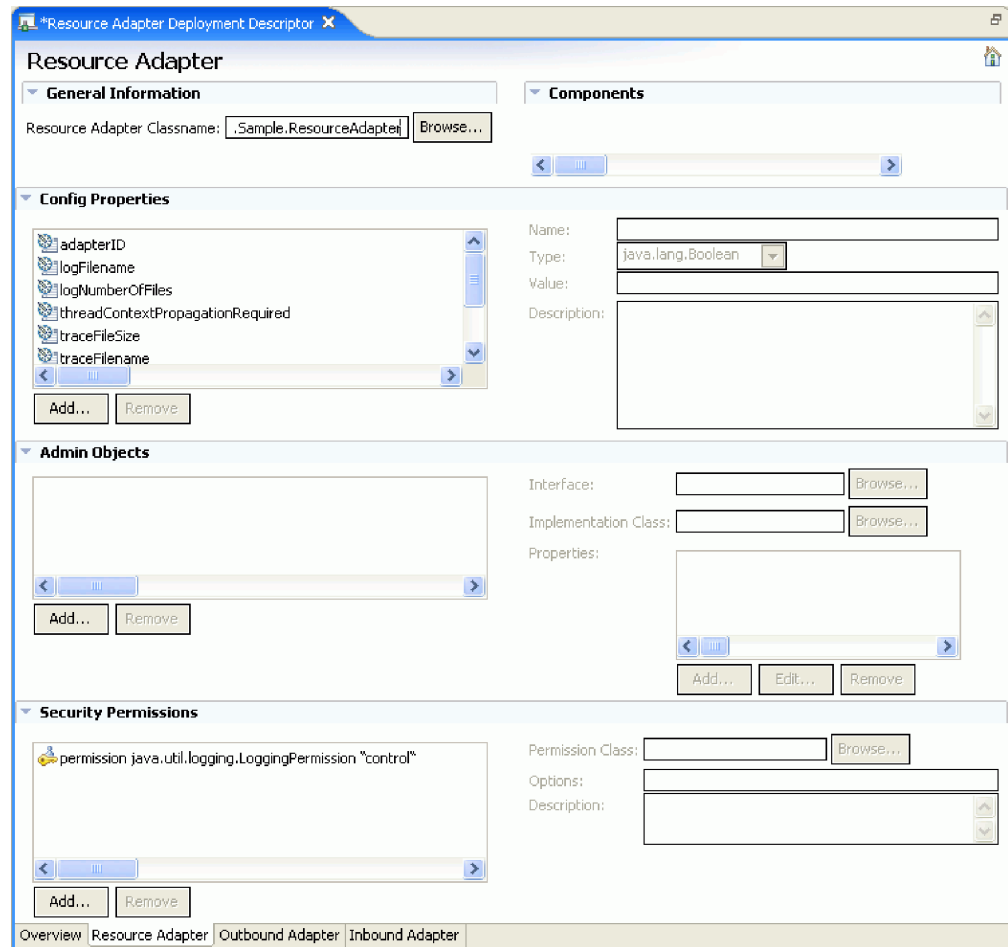 *Resource Adapter Deployment Descriptor
Resource Adapter
General Information
Resource Adapter Classname: .Sample.ResourceAdapter Browse...
Components
Config Properties
adapterID
logFilename
logNumberOfFiles
threadContextPropagationRequired
traceFileSize
traceFilename
Add... Remove
Name:
Type: java.lang.Boolean
Value:
Description:
Admin Objects
Add... Remove
Interface: Browse...
Implementation Class: Browse...
Properties:
Add... Edit... Remove
Security Permissions
permission java.util.logging.LoggingPermission "control"
Add... Remove
Permission Class: Browse...
Options:
Description:
Overview Resource Adapter Outbound Adapter Inbound Adapter